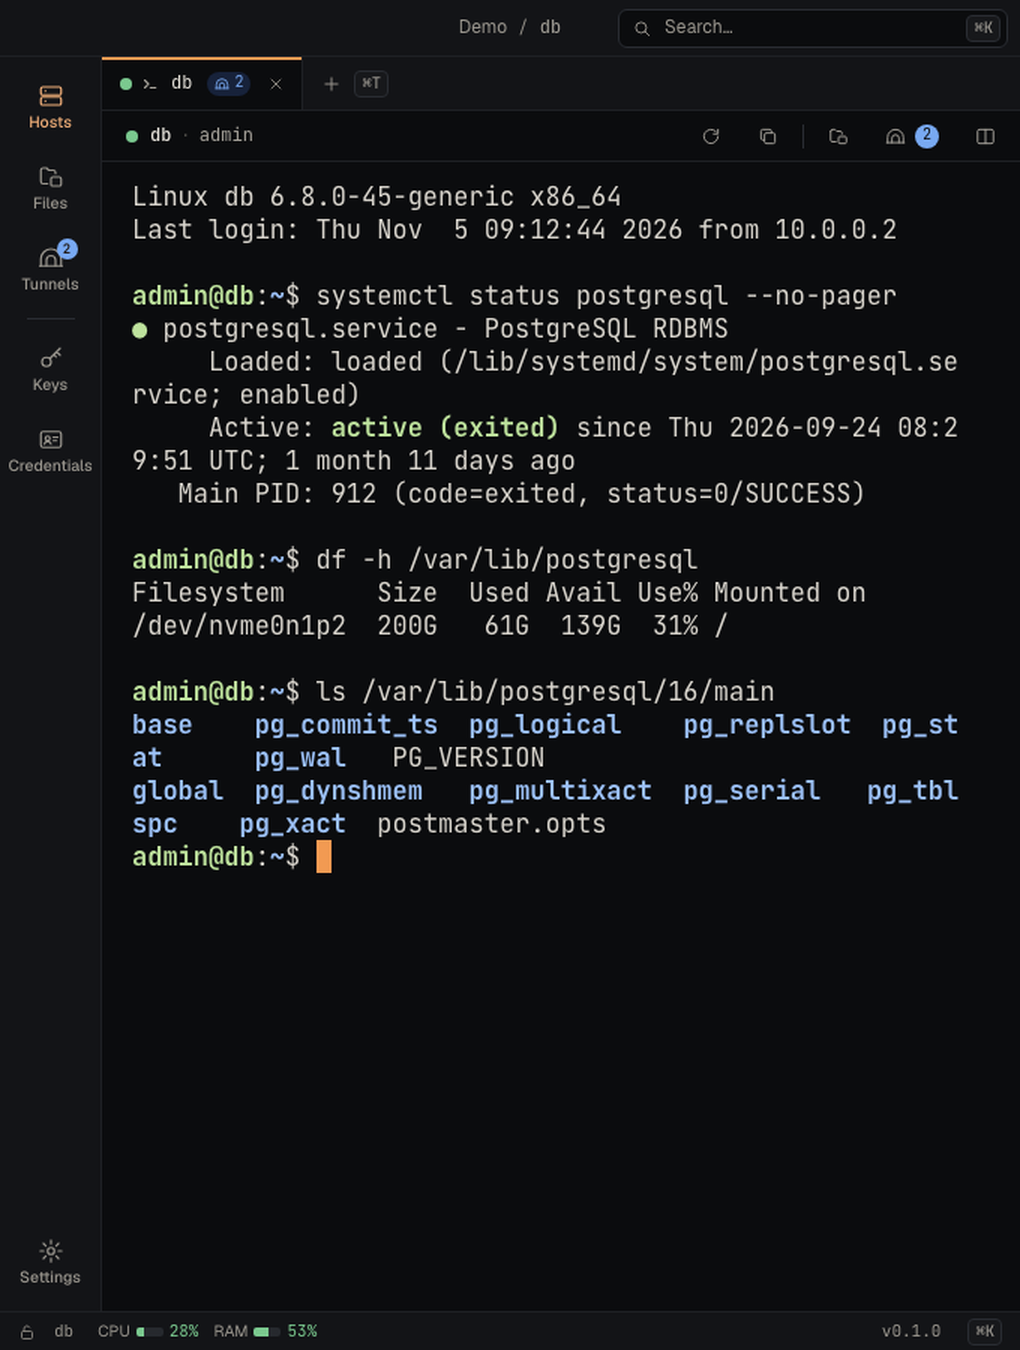 Demo / db
Search…
⌘K
db
2
⌘T
db · admin
2
Hosts
Files
2
Tunnels
Keys
Credentials
Settings
Linux db 6.8.0-45-generic x86_64
Last login: Thu Nov  5 09:12:44 2026 from 10.0.0.2
admin@db:~$ systemctl status postgresql --no-pager
● postgresql.service - PostgreSQL RDBMS
     Loaded: loaded (/lib/systemd/system/postgresql.se
rvice; enabled)
     Active: active (exited) since Thu 2026-09-24 08:2
9:51 UTC; 1 month 11 days ago
   Main PID: 912 (code=exited, status=0/SUCCESS)
admin@db:~$ df -h /var/lib/postgresql
Filesystem      Size  Used Avail Use% Mounted on
/dev/nvme0n1p2  200G   61G  139G  31% /
admin@db:~$ ls /var/lib/postgresql/16/main
base    pg_commit_ts  pg_logical    pg_replslot  pg_st
at      pg_wal   PG_VERSION
global  pg_dynshmem   pg_multixact  pg_serial   pg_tbl
spc    pg_xact  postmaster.opts
admin@db:~$
db
CPU 28% RAM 53%
v0.1.0
⌘K